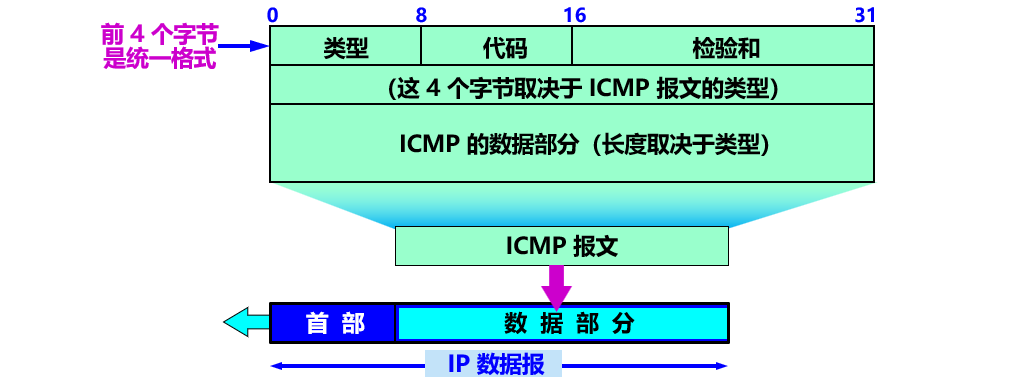 0 8 16 31
前 4 个字节
是统一格式
类型 代码 检验和
(这 4 个字节取决于 ICMP 报文的类型)
ICMP 的数据部分(长度取决于类型)
ICMP 报文
首 部 数 据 部 分
IP 数据报